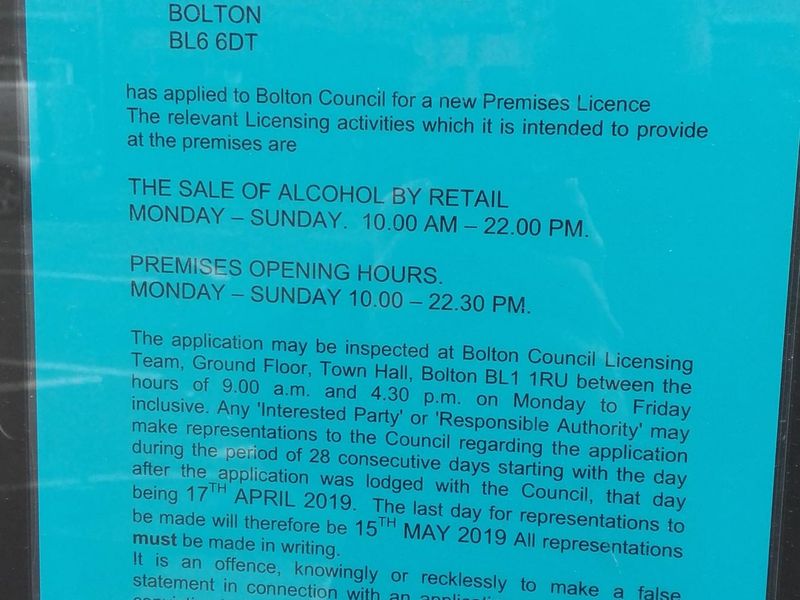 BOLTON
BL6 6DT
has applied to Bolton Council for a new Premises Licence
The relevant Licensing activities which it is intended to provide
at the premises are
THE SALE OF ALCOHOL BY RETAIL
MONDAY – SUNDAY. 10.00 AM – 22.00 PM.
PREMISES OPENING HOURS.
MONDAY – SUNDAY 10.00 – 22.30 PM.
The application may be inspected at Bolton Council Licensing
Team, Ground Floor, Town Hall, Bolton BL1 1RU between the
hours of 9.00 a.m. and 4.30 p.m. on Monday to Friday
inclusive. Any 'Interested Party' or 'Responsible Authority' may
make representations to the Council regarding the application
during the period of 28 consecutive days starting with the day
after the application was lodged with the Council, that day
being 17TH APRIL 2019. The last day for representations to
be made will therefore be 15TH MAY 2019 All representations
must be made in writing.
It is an offence, knowingly or recklessly to make a false
statement in connection with an